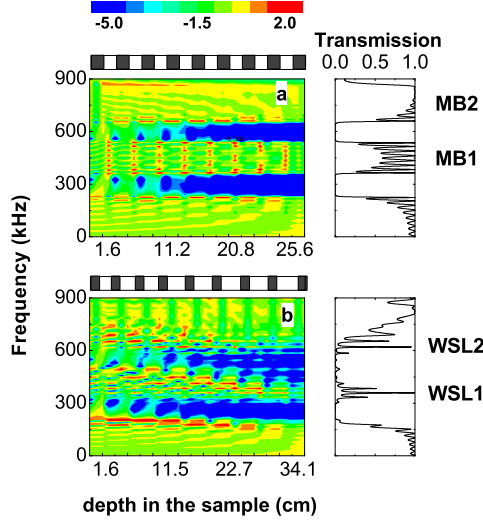 -5.0 -1.5 2.0
Transmission
0.0 0.5 1.0
900
600
300
0
a
MB2
MB1
1.6 11.2 20.8 25.6
Frequency (kHz)
900
600
300
0
b
WSL2
WSL1
1.6 11.5 22.7 34.1
depth in the sample (cm)